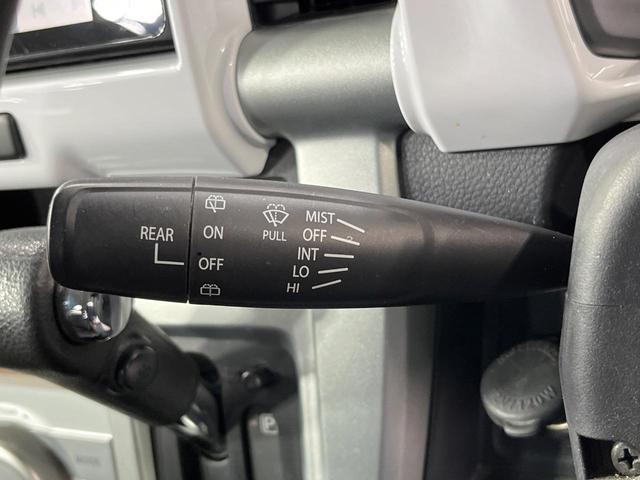 REAR
ON
OFF
PULL
MIST
OFF
INT
LO
HI
P